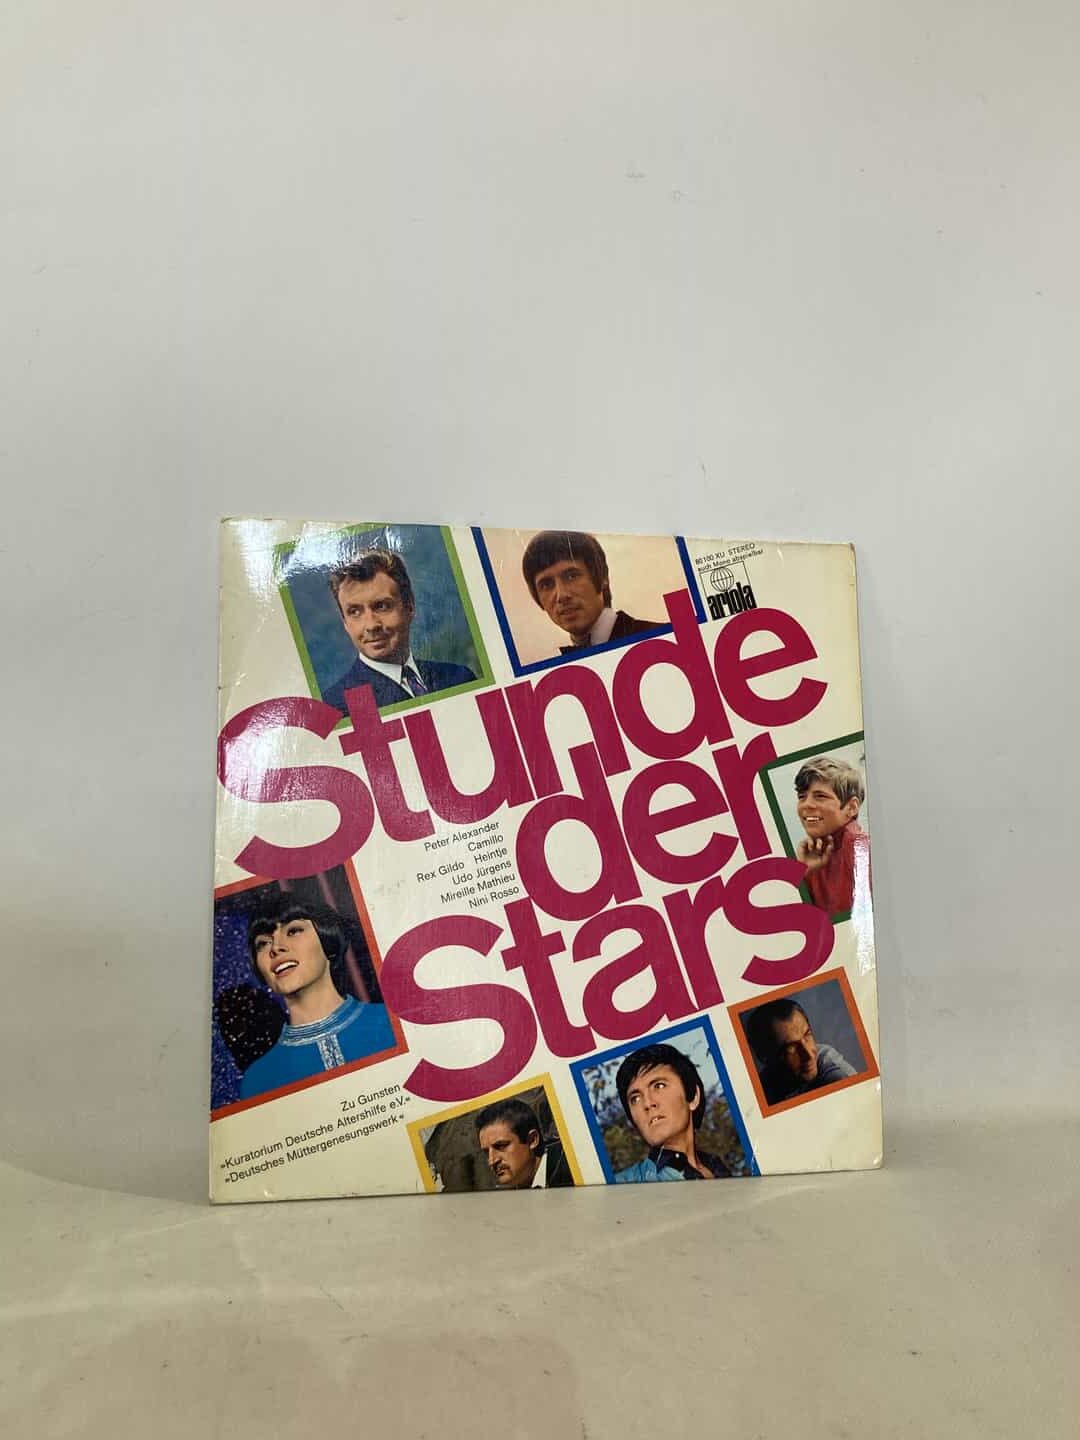 80100 XU STEREO
auch Mono abspielbar
ariola
Stunde
der
Stars
Peter Alexander
Camillo
Rex Gildo Heintje
Udo Jürgens
Mireille Mathieu
Nini Rosso
Zu Gunsten
»Kuratorium Deutsche Altershilfe e.V.«
»Deutsches Müttergenesungswerk«